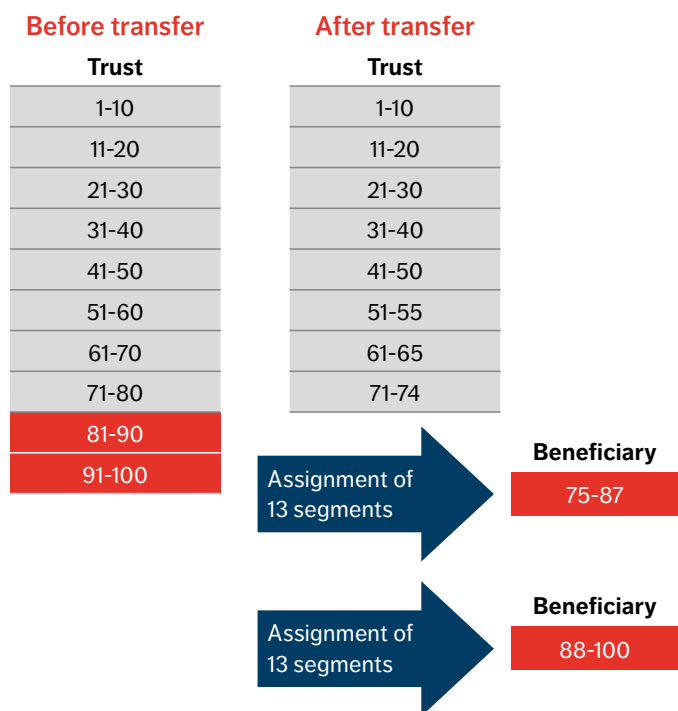 Before transfer
Trust
1-10
11-20
21-30
31-40
41-50
51-60
61-70
71-80
81-90
91-100
After transfer
Trust
1-10
11-20
21-30
31-40
41-50
51-55
61-65
71-74
Assignment of
13 segments
Beneficiary
75-87
Assignment of
13 segments
Beneficiary
88-100